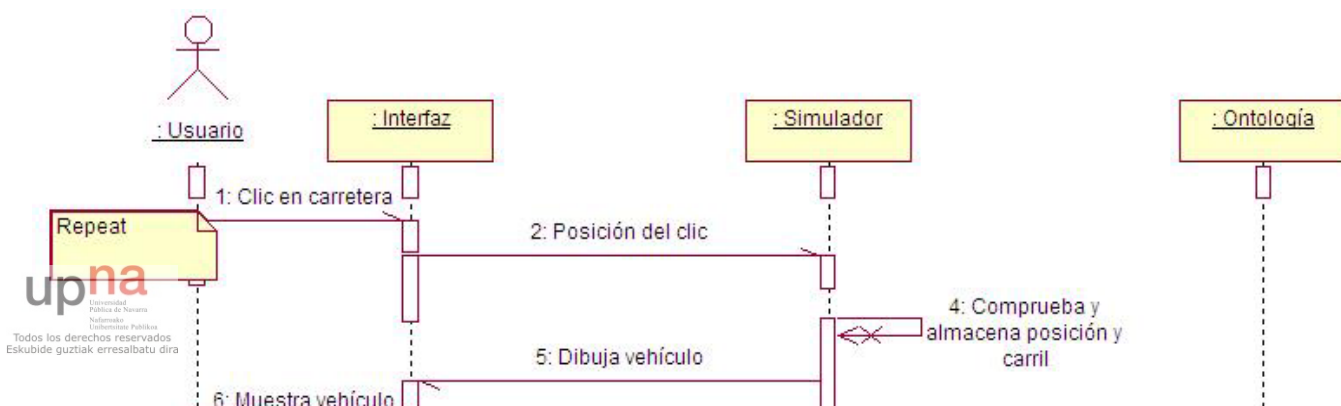 : Usuario
: Interfaz
: Simulador
: Ontología
1: Clic en carretera
Repeat
2: Posición del clic
upna
Universidad
Pública de Navarra
Nafarroako
Unibertsitate Publikoa
Todos los derechos reservados
Eskubide guztiak erresalbatu dira
4: Comprueba y
almacena posición y
carril
5: Dibuja vehículo
6: Muestra vehículo